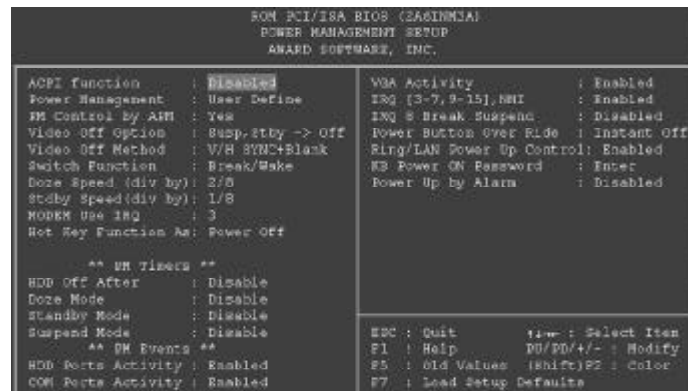 ROM PCI/ISA BIOS (2A6INM3A)
POWER MANAGEMENT SETUP
AWARD SOFTWARE, INC.
ACPI function : Disabled
Power Management : User Define
PM Control by APM : Yes
Video Off Option : Susp,Stby -> Off
Video Off Method : V/H SYNC+Blank
Switch Function : Break/Wake
Doze Speed (div by): 2/8
Stdby Speed(div by): 1/8
MODEM Use IRQ : 3
Hot Key Function As: Power Off
** PM Timers **
HDD Off After : Disable
Doze Mode : Disable
Standby Mode : Disable
Suspend Mode : Disable
** PM Events **
HDD Ports Activity : Enabled
COM Ports Activity : Enabled
VGA Activity : Enabled
IRQ [3-7,9-15],NMI : Enabled
IRQ 8 Break Suspend : Disabled
Power Button Over Ride : Instant Off
Ring/LAN Power Up Control: Enabled
KB Power ON Password : Enter
Power Up by Alarm : Disabled
ESC : Quit ↑↓→← : Select Item
F1 : Help PU/PD/+/- : Modify
F5 : Old Values (Shift)F2 : Color
F7 : Load Setup Defaults